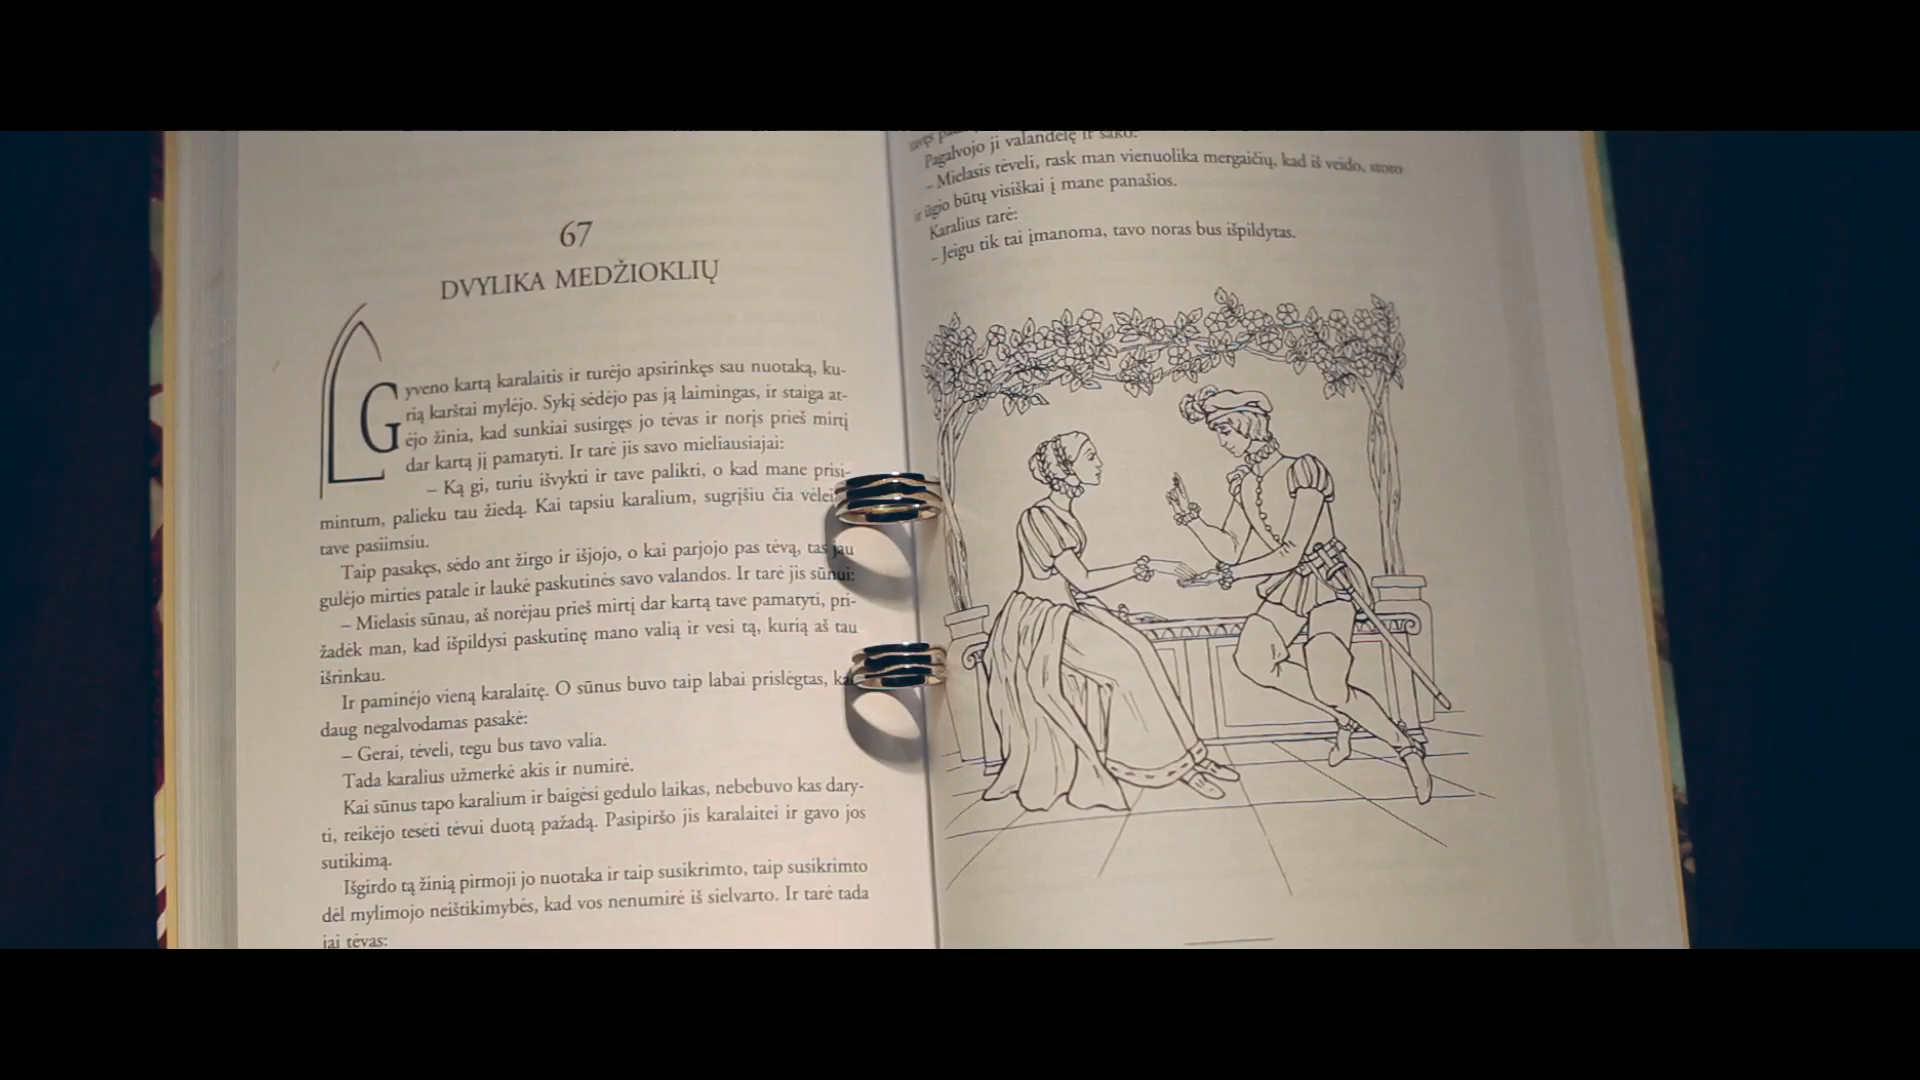 67
DVYLIKA MEDŽIOKLIŲ
Gyveno kartą karalaitis ir turėjo apsirinkęs sau nuotaką, ku-
rią karštai mylėjo. Sykį sėdėjo pas ją laimingas, ir staiga at-
ėjo žinia, kad sunkiai susirgęs jo tėvas ir norįs prieš mirtį
dar kartą jį pamatyti. Ir tarė jis savo mieliausiajai:
– Ką gi, turiu išvykti ir tave palikti, o kad mane prisi-
mintum, palieku tau žiedą. Kai tapsiu karalium, sugrįšiu čia
tave pasiimsiu.
Taip pasakęs, sėdo ant žirgo ir išjojo, o kai parjojo pas tėvą, tas jau
gulėjo mirties patale ir laukė paskutinės savo valandos. Ir tarė jis sūnui:
– Mielasis sūnau, aš norėjau prieš mirtį dar kartą tave pamatyti, pri-
žadėk man, kad išpildysi paskutinę mano valią ir vesi tą, kurią aš tau
išrinkau.
Ir paminėjo vieną karalaitę. O sūnus buvo taip labai prislėgtas,
daug negalvodamas pasakė:
– Gerai, tėveli, tegu bus tavo valia.
Tada karalius užmerkė akis ir numirė.
Kai sūnus tapo karalium ir baigėsi gedulo laikas, nebebuvo kas dary-
ti, reikėjo tesėti tėvui duotą pažadą. Pasipiršo jis karalaitei ir gavo jos
sutikimą.
Išgirdo tą žinią pirmoji jo nuotaka ir taip susikrimto, taip susikrimto
dėl mylimojo neištikimybės, kad vos nenumirė iš sielvarto. Ir tarė tada
jai tėvas:
Pagalvojo ji valandėlę ir sako:
– Mielasis tėveli, rask man vienuolika mergaičių, kad iš veido, stoto
ir ūgio būtų visiškai į mane panašios.
Karalius tarė:
– Jeigu tik tai įmanoma, tavo noras bus išpildytas.